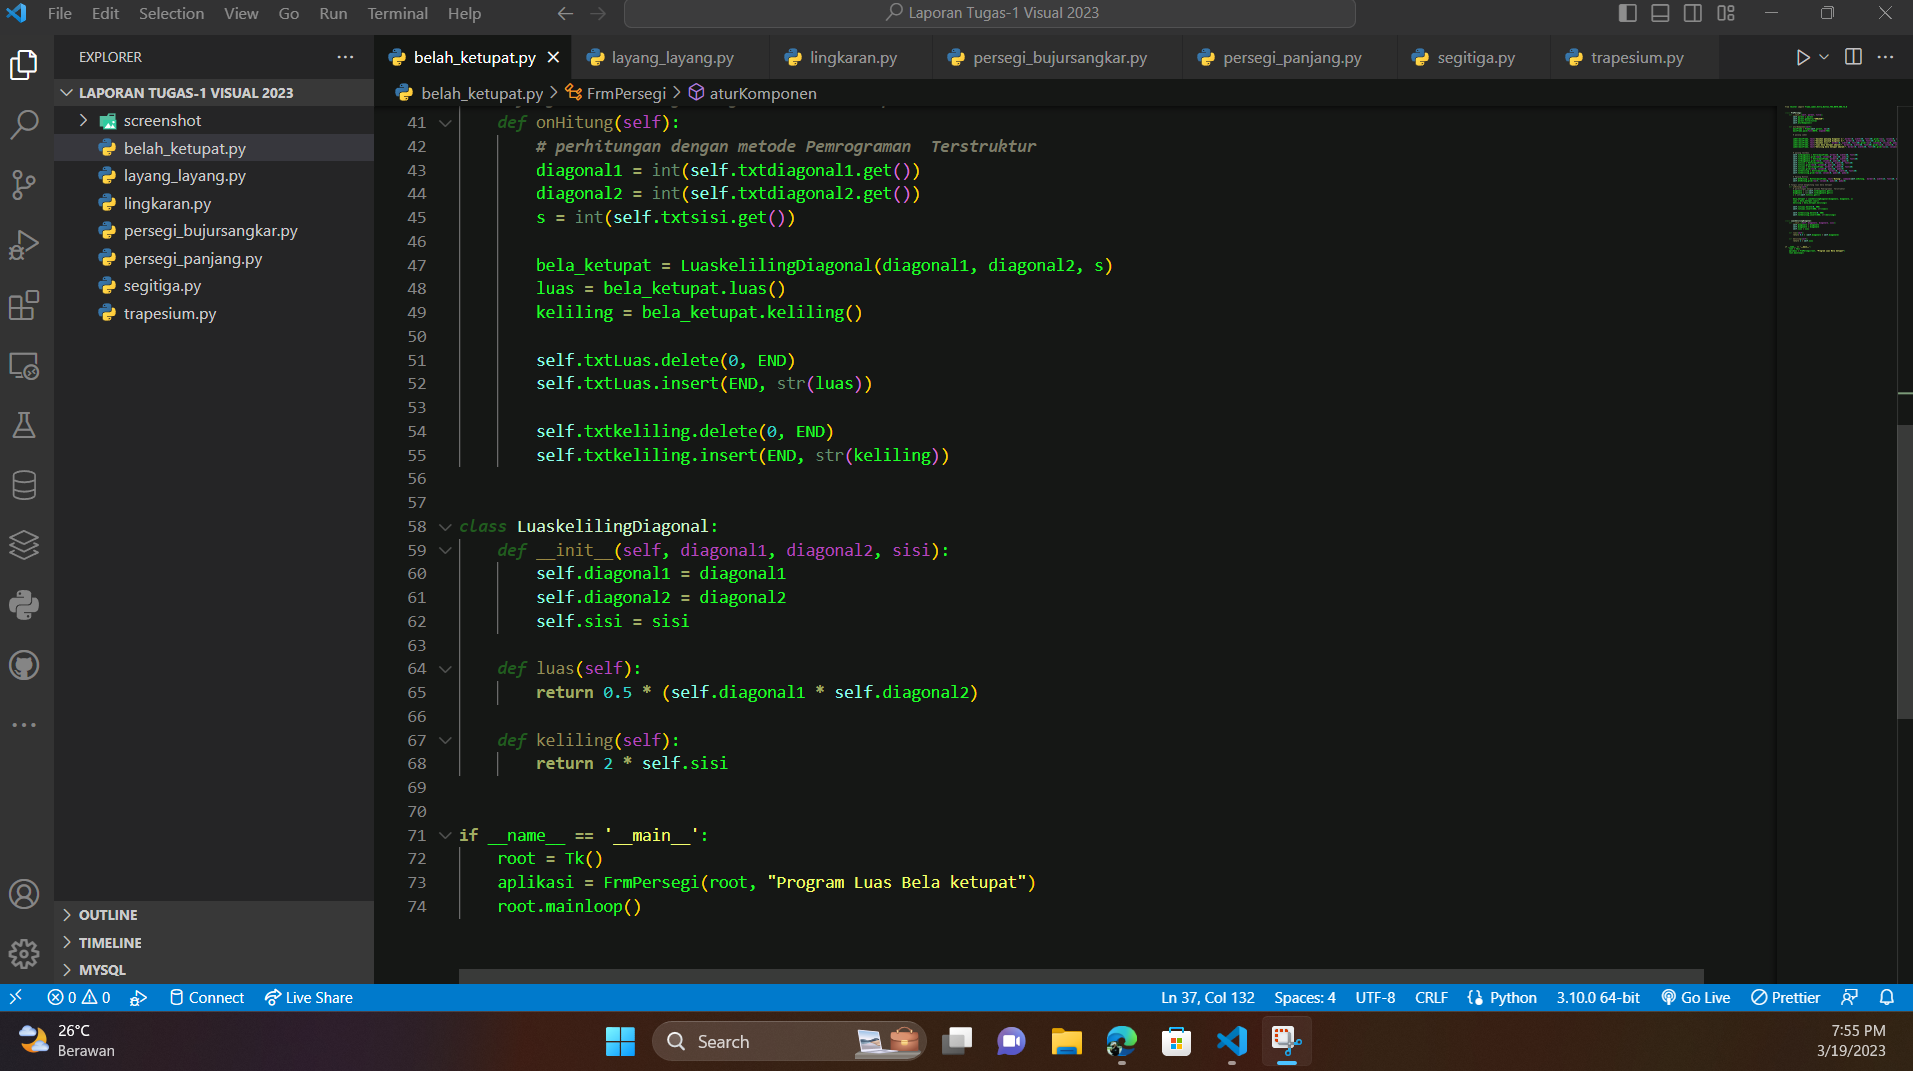 File Edit Selection View Go Run Terminal Help
Laporan Tugas-1 Visual 2023
EXPLORER
LAPORAN TUGAS-1 VISUAL 2023
screenshot
belah_ketupat.py
layang_layang.py
lingkaran.py
persegi_bujursangkar.py
persegi_panjang.py
segitiga.py
trapesium.py
OUTLINE
TIMELINE
MYSQL
belah_ketupat.py layang_layang.py lingkaran.py persegi_bujursangkar.py persegi_panjang.py segitiga.py trapesium.py
belah_ketupat.py > FrmPersegi > aturKomponen
41 def onHitung(self):
42 # perhitungan dengan metode Pemrograman  Terstruktur
43 diagonal1 = int(self.txtdiagonal1.get())
44 diagonal2 = int(self.txtdiagonal2.get())
45 s = int(self.txtsisi.get())
46
47 bela_ketupat = LuaskelilingDiagonal(diagonal1, diagonal2, s)
48 luas = bela_ketupat.luas()
49 keliling = bela_ketupat.keliling()
50
51 self.txtLuas.delete(0, END)
52 self.txtLuas.insert(END, str(luas))
53
54 self.txtkeliling.delete(0, END)
55 self.txtkeliling.insert(END, str(keliling))
56
57
58 class LuaskelilingDiagonal:
59 def __init__(self, diagonal1, diagonal2, sisi):
60 self.diagonal1 = diagonal1
61 self.diagonal2 = diagonal2
62 self.sisi = sisi
63
64 def luas(self):
65 return 0.5 * (self.diagonal1 * self.diagonal2)
66
67 def keliling(self):
68 return 2 * self.sisi
69
70
71 if __name__ == '__main__':
72 root = Tk()
73 aplikasi = FrmPersegi(root, "Program Luas Bela ketupat")
74 root.mainloop()
0 0 Connect Live Share Ln 37, Col 132 Spaces: 4 UTF-8 CRLF Python 3.10.0 64-bit Go Live Prettier
26°C
Berawan
Search
7:55 PM
3/19/2023